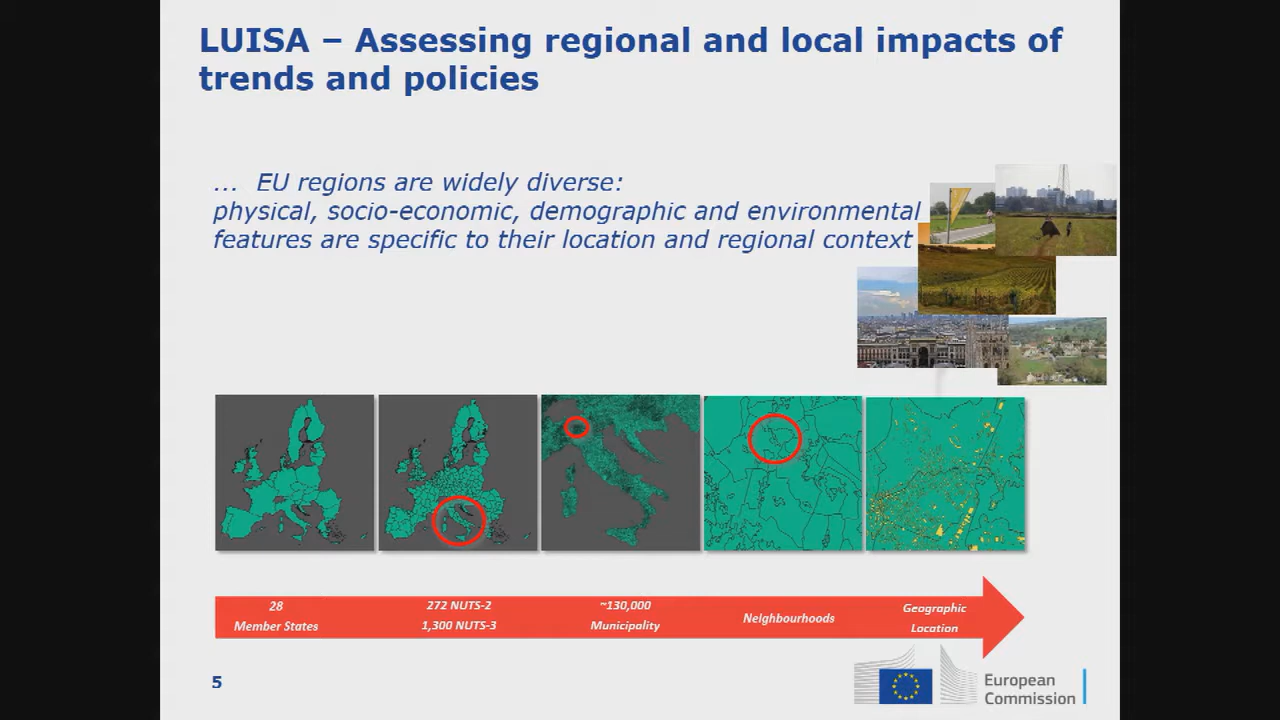 LUISA – Assessing regional and local impacts of
trends and policies
... EU regions are widely diverse:
physical, socio-economic, demographic and environmental
features are specific to their location and regional context
28
Member States
272 NUTS-2
1,300 NUTS-3
~130,000
Municipality
Neighbourhoods
Geographic
Location
5
European
Commission